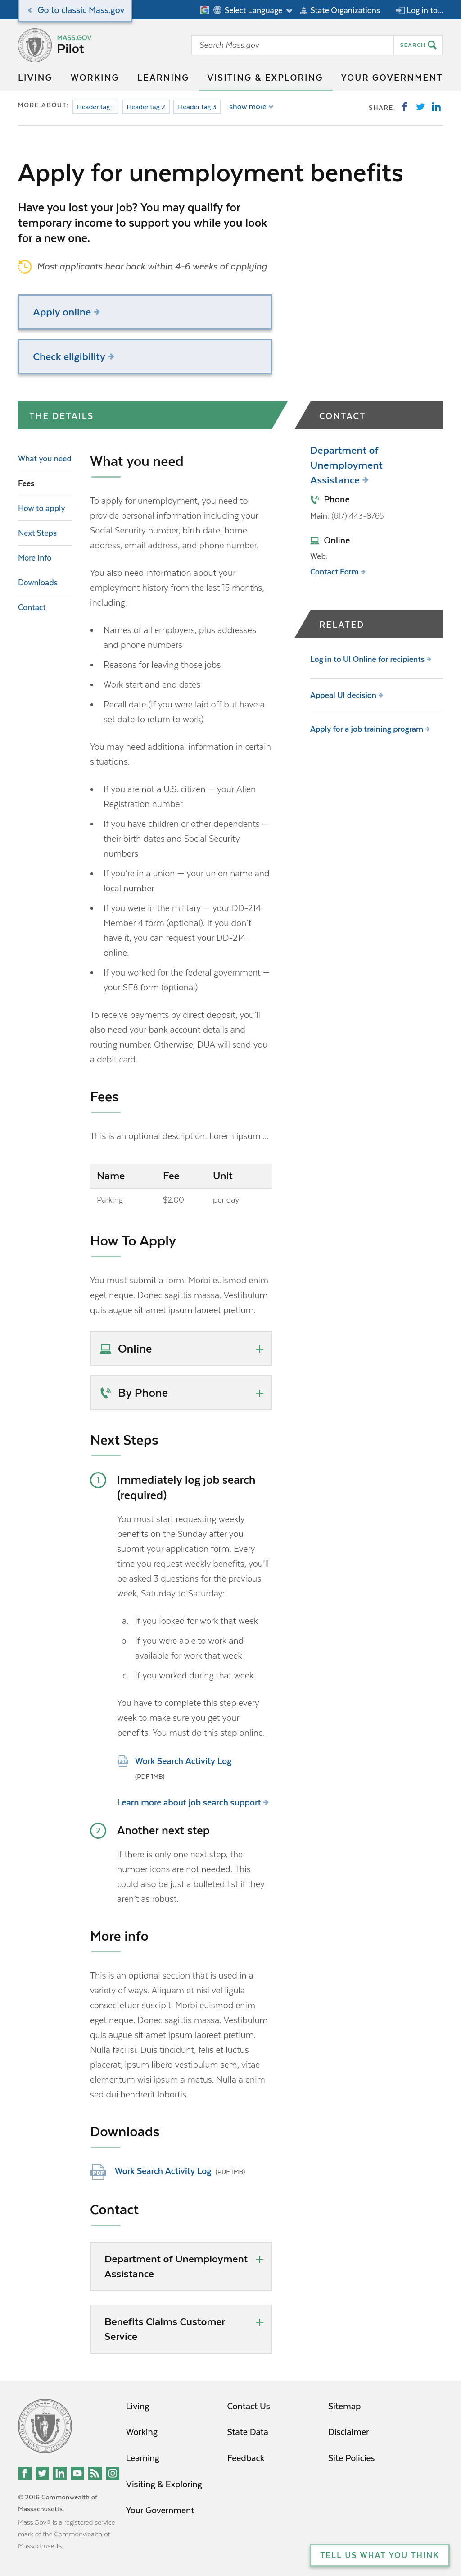 Go to classic Mass.gov
Select Language
State Organizations
Log in to...
MASS.GOV
Pilot
Search Mass.gov
SEARCH
LIVING WORKING LEARNING VISITING & EXPLORING YOUR GOVERNMENT
MORE ABOUT: Header tag 1 Header tag 2 Header tag 3 show more
SHARE:
Apply for unemployment benefits
Have you lost your job? You may qualify for
temporary income to support you while you look
for a new one.
Most applicants hear back within 4-6 weeks of applying
Apply online
Check eligibility
THE DETAILS
What you need
Fees
How to apply
Next Steps
More Info
Downloads
Contact
What you need
To apply for unemployment, you need to
provide personal information including your
Social Security number, birth date, home
address, email address, and phone number.
You also need information about your
employment history from the last 15 months,
including:
• Names of all employers, plus addresses
and phone numbers
• Reasons for leaving those jobs
• Work start and end dates
• Recall date (if you were laid off but have a
set date to return to work)
You may need additional information in certain
situations:
• If you are not a U.S. citizen — your Alien
Registration number
• If you have children or other dependents —
their birth dates and Social Security
numbers
• If you're in a union — your union name and
local number
• If you were in the military — your DD-214
Member 4 form (optional). If you don't
have it, you can request your DD-214
online.
• If you worked for the federal government —
your SF8 form (optional)
To receive payments by direct deposit, you'll
also need your bank account details and
routing number. Otherwise, DUA will send you
a debit card.
Fees
This is an optional description. Lorem ipsum ...
Name Fee Unit
Parking $2.00 per day
How To Apply
You must submit a form. Morbi euismod enim
eget neque. Donec sagittis massa. Vestibulum
quis augue sit amet ipsum laoreet pretium.
Online
By Phone
Next Steps
1 Immediately log job search
(required)
You must start requesting weekly
benefits on the Sunday after you
submit your application form. Every
time you request weekly benefits, you'll
be asked 3 questions for the previous
week, Saturday to Saturday:
a. If you looked for work that week
b. If you were able to work and
available for work that week
c. If you worked during that week
You have to complete this step every
week to make sure you get your
benefits. You must do this step online.
Work Search Activity Log
(PDF 1MB)
Learn more about job search support
2 Another next step
If there is only one next step, the
number icons are not needed. This
could also be just a bulleted list if they
aren't as robust.
More info
This is an optional section that is used in a
variety of ways. Aliquam et nisl vel ligula
consectetuer suscipit. Morbi euismod enim
eget neque. Donec sagittis massa. Vestibulum
quis augue sit amet ipsum laoreet pretium.
Nulla facilisi. Duis tincidunt, felis et luctus
placerat, ipsum libero vestibulum sem, vitae
elementum wisi ipsum a metus. Nulla a enim
sed dui hendrerit lobortis.
Downloads
PDF Work Search Activity Log (PDF 1MB)
Contact
Department of Unemployment
Assistance
Benefits Claims Customer
Service
CONTACT
Department of
Unemployment
Assistance
Phone
Main: (617) 443-8765
Online
Web:
Contact Form
RELATED
Log in to UI Online for recipients
Appeal UI decision
Apply for a job training program
Living
Working
Learning
Visiting & Exploring
Your Government
Contact Us
State Data
Feedback
Sitemap
Disclaimer
Site Policies
© 2016 Commonwealth of
Massachusetts.
Mass.Gov® is a registered service
mark of the Commonwealth of
Massachusetts.
TELL US WHAT YOU THINK